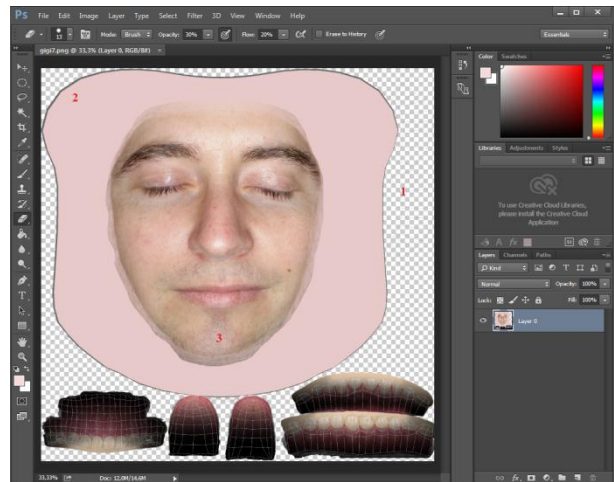 Ps File Edit Image Layer Type Select Filter 3D View Window Help
13 Mode: Brush Opacity: 30% Flow: 20% Erase to History Essentials
gigi7.png @ 33,3% (Layer 0, RGB/8#) ×
Color Swatches
2
1
3
Libraries Adjustments Styles
To use Creative Cloud Libraries,
please install the Creative Cloud
Application
Layers Channels Paths
Kind
Normal Opacity: 100%
Lock: Fill: 100%
Layer 0
33,33% Doc: 12,0M/14,6M